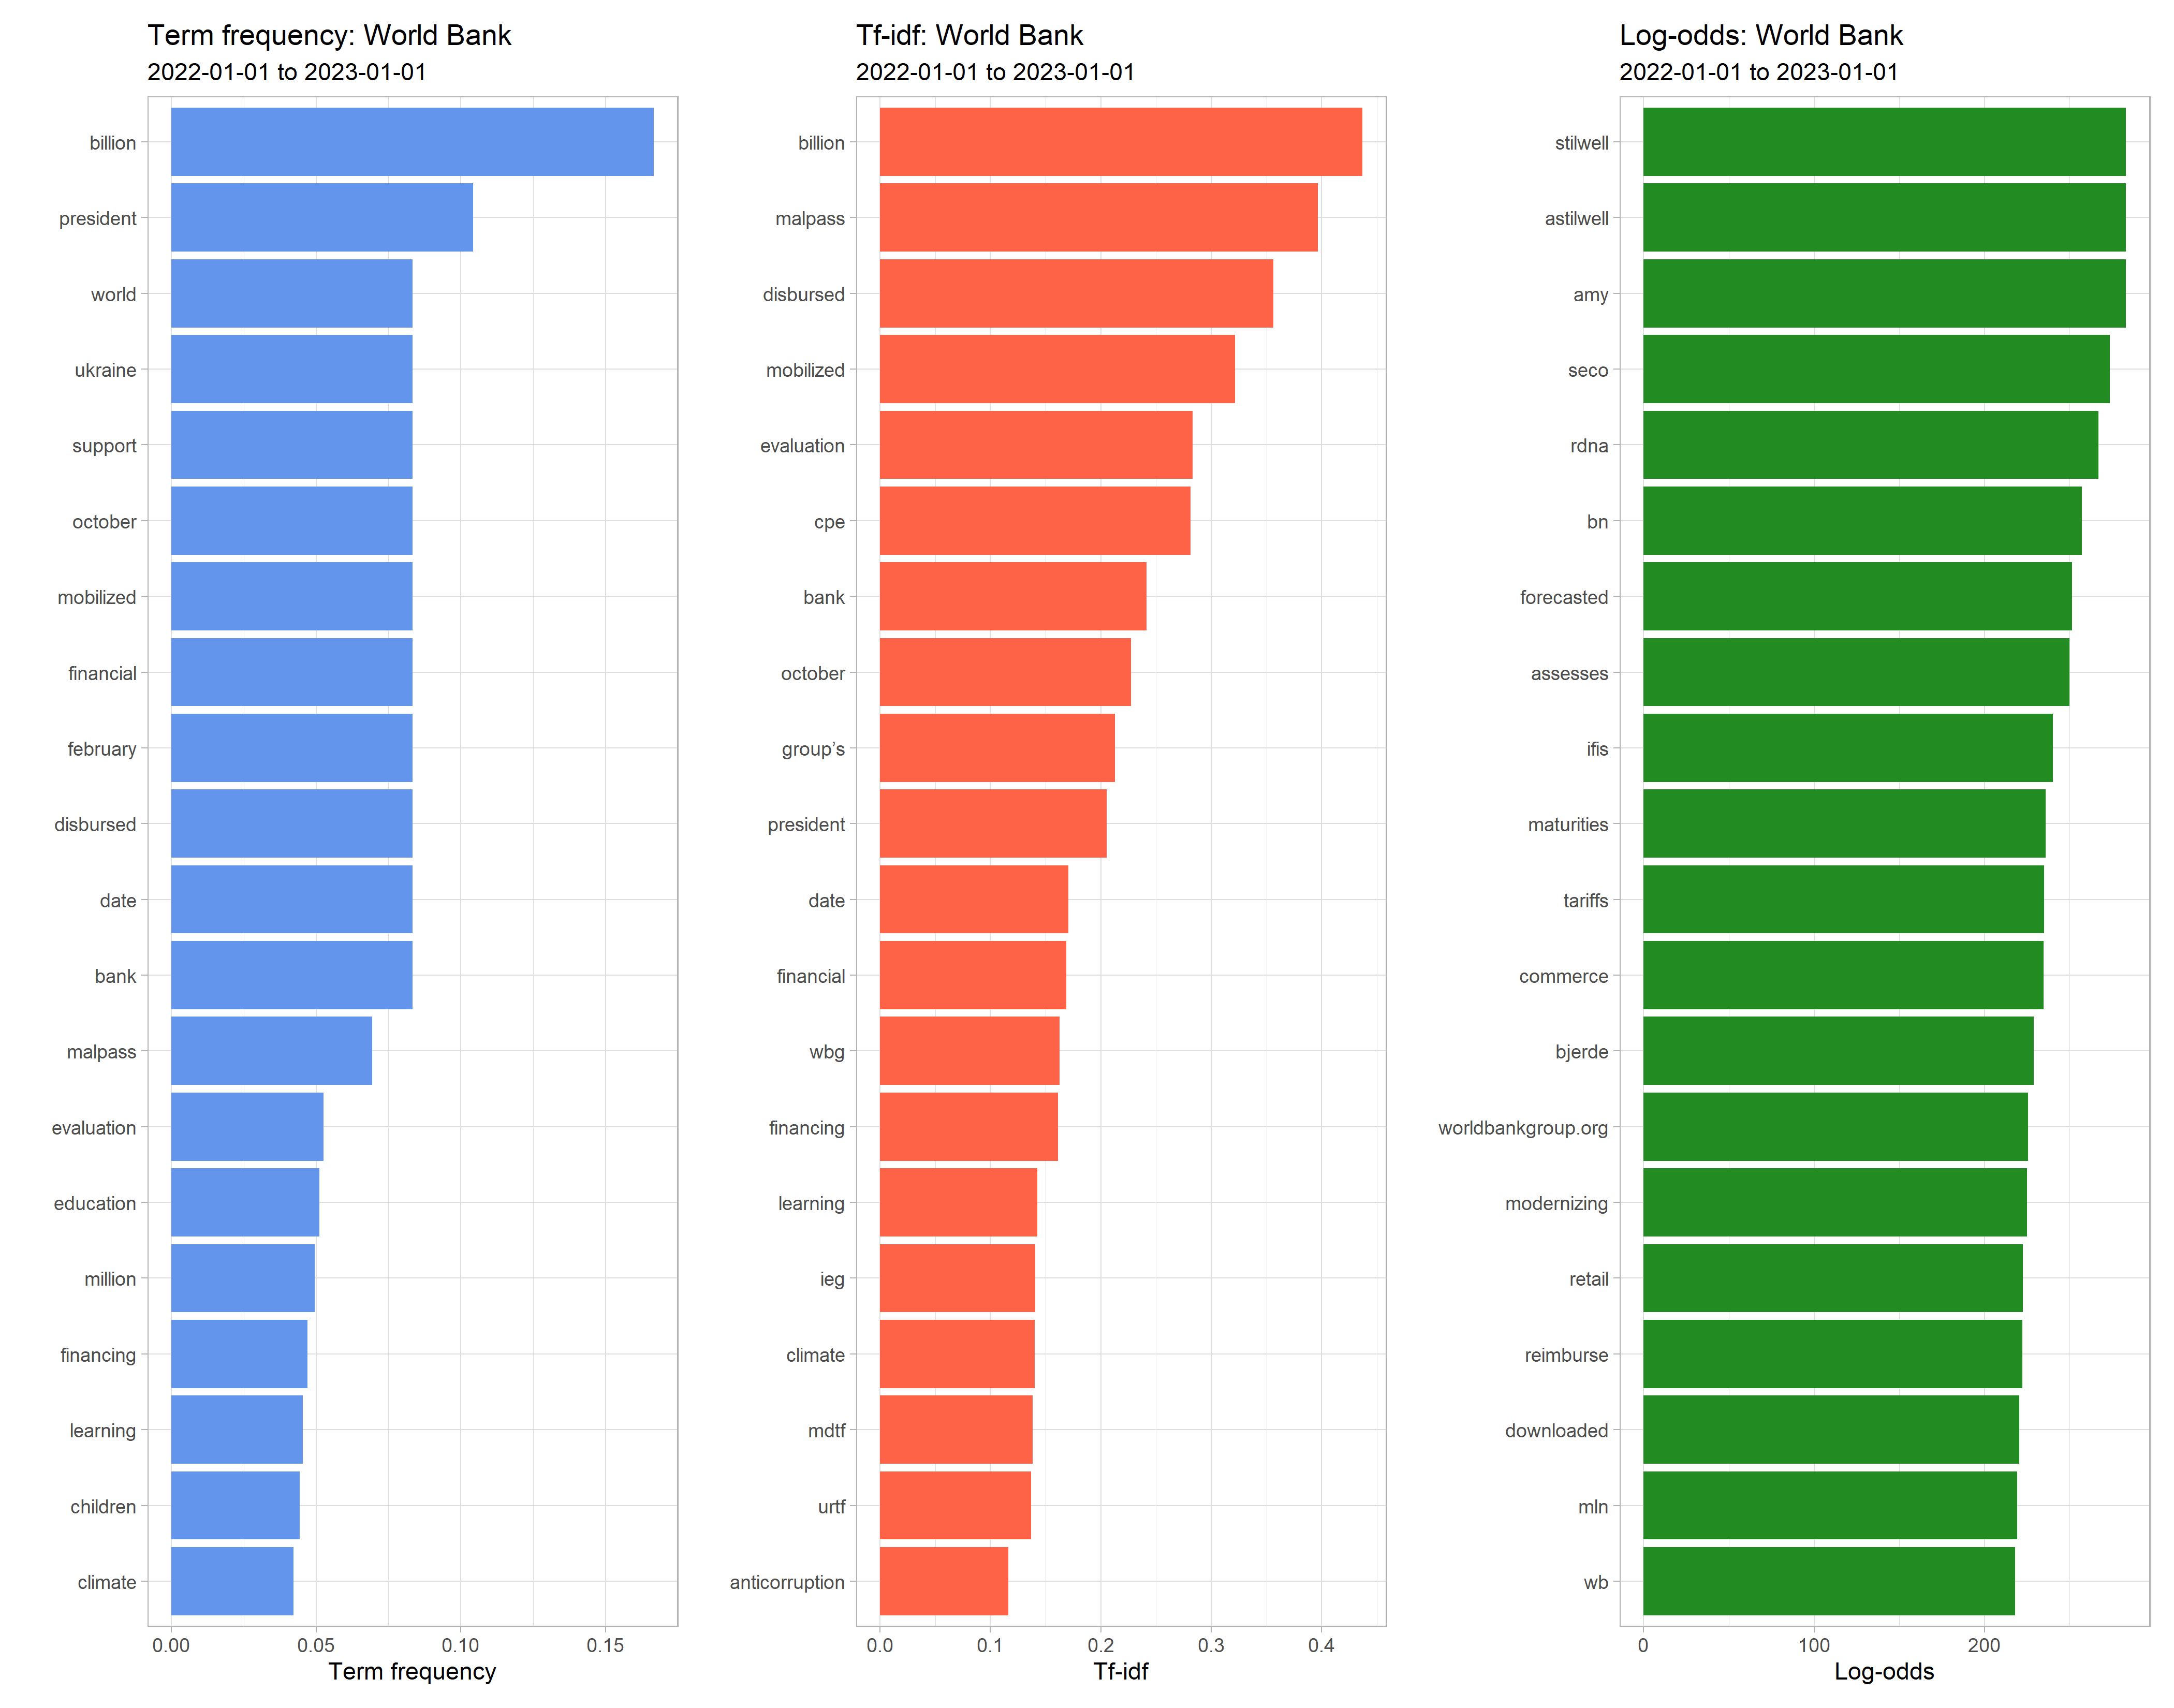 Term frequency: World Bank
2022-01-01 to 2023-01-01
billion
president
world
ukraine
support
october
mobilized
financial
february
disbursed
date
bank
malpass
evaluation
education
million
financing
learning
children
climate
0.00 0.05 0.10 0.15
Term frequency
Tf-idf: World Bank
2022-01-01 to 2023-01-01
billion
malpass
disbursed
mobilized
evaluation
cpe
bank
october
group’s
president
date
financial
wbg
financing
learning
ieg
climate
mdtf
urtf
anticorruption
0.0 0.1 0.2 0.3 0.4
Tf-idf
Log-odds: World Bank
2022-01-01 to 2023-01-01
stilwell
astilwell
amy
seco
rdna
bn
forecasted
assesses
ifis
maturities
tariffs
commerce
bjerde
worldbankgroup.org
modernizing
retail
reimburse
downloaded
mln
wb
0 100 200
Log-odds